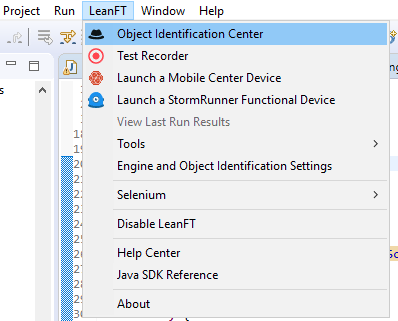 Project Run LeanFT Window Help
Object Identification Center
Test Recorder
Launch a Mobile Center Device
Launch a StormRunner Functional Device
View Last Run Results
Tools
Engine and Object Identification Settings
Selenium
Disable LeanFT
Help Center
Java SDK Reference
About